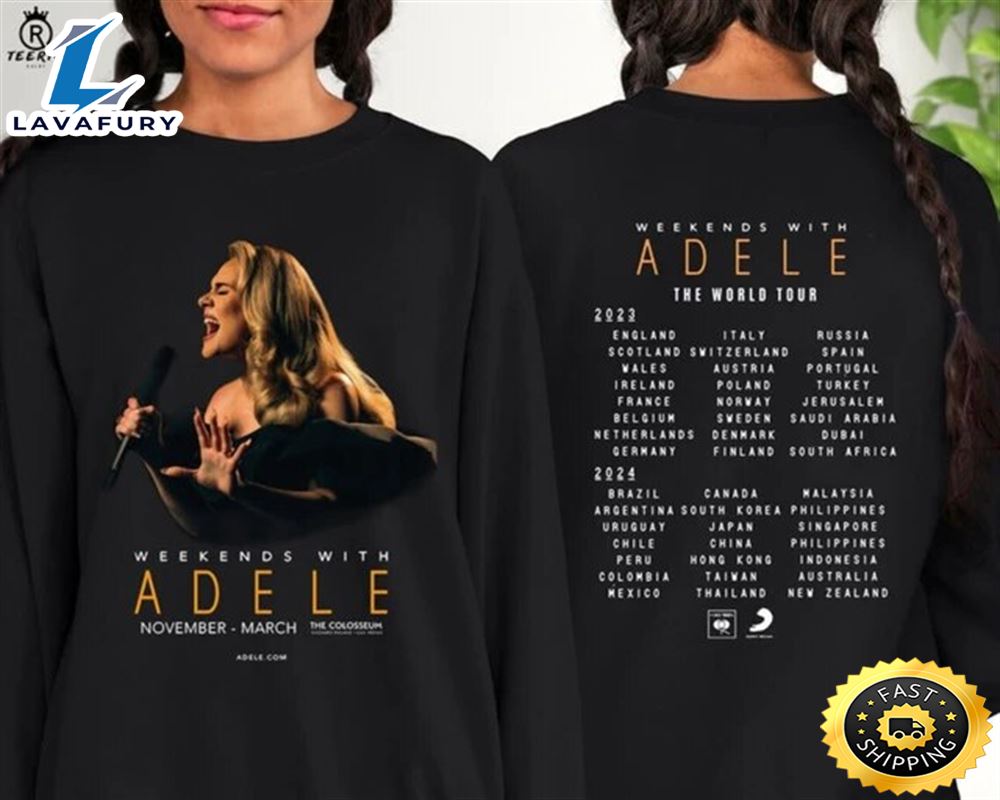 R
LAVAFURY
WEEKENDS WITH
ADELE
NOVEMBER - MARCH THE COLOSSEUM
ADELE.COM
WEEKENDS WITH
ADELE
THE WORLD TOUR
2023
ENGLAND ITALY RUSSIA
SCOTLAND SWITZERLAND SPAIN
WALES AUSTRIA PORTUGAL
IRELAND POLAND TURKEY
FRANCE NORWAY JERUSALEM
BELGIUM SWEDEN SAUDI ARABIA
NETHERLANDS DENMARK DUBAI
GERMANY FINLAND SOUTH AFRICA
2024
BRAZIL CANADA MALAYSIA
ARGENTINA SOUTH KOREA PHILIPPINES
URUGUAY JAPAN SINGAPORE
CHILE CHINA PHILIPPINES
PERU HONG KONG INDONESIA
COLOMBIA TAIWAN AUSTRALIA
MEXICO THAILAND NEW ZEALAND
FAST
SHIPPING